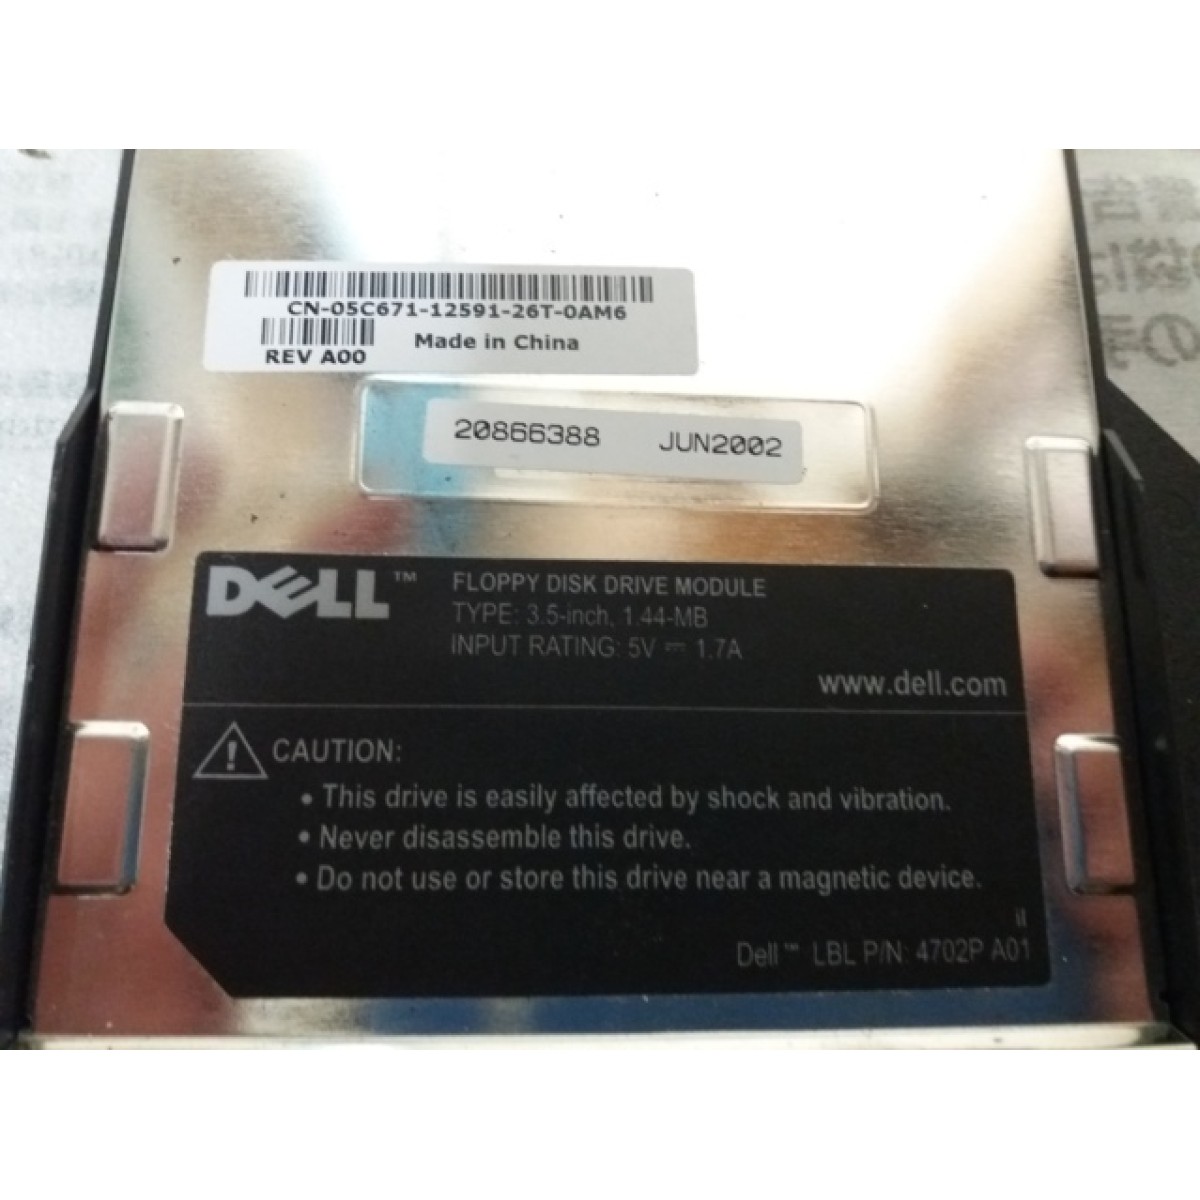 CN-05C671-12591-26T-0AM6
REV A00 Made in China
20866388 JUN2002
DELL™ FLOPPY DISK DRIVE MODULE
TYPE: 3.5-inch, 1.44-MB
INPUT RATING: 5V ⎓ 1.7A
www.dell.com
CAUTION:
• This drive is easily affected by shock and vibration.
• Never disassemble this drive.
• Do not use or store this drive near a magnetic device.
Dell™ LBL P/N: 4702P A01